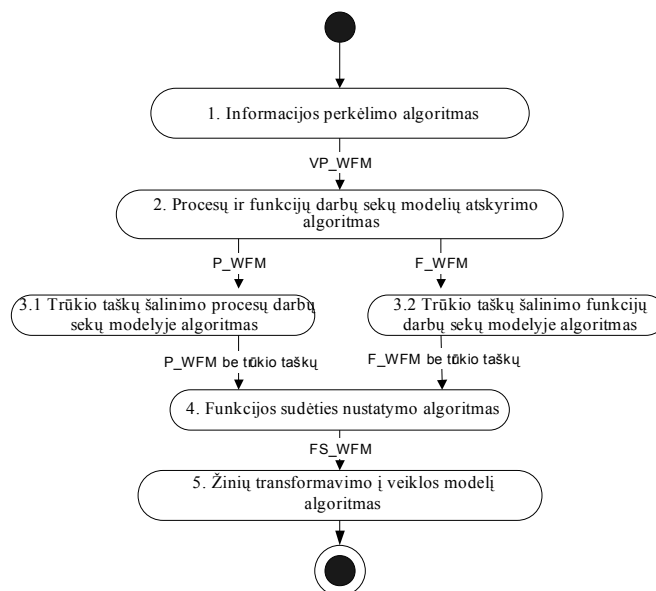 1. Informacijos perkėlimo algoritmas
VP_WFM
2. Procesų ir funkcijų darbų sekų modelių atskyrimo
algoritmas
P_WFM
F_WFM
3.1 Trūkio taškų šalinimo procesų darbų
sekų modelyje algoritmas
3.2 Trūkio taškų šalinimo funkcijų
darbų sekų modelyje algoritmas
P_WFM be trūkio taškų
F_WFM be tūkio taškų
4. Funkcijos sudėties nustatymo algoritmas
FS_WFM
5. Žinių transformavimo į veiklos modelį
algoritmas